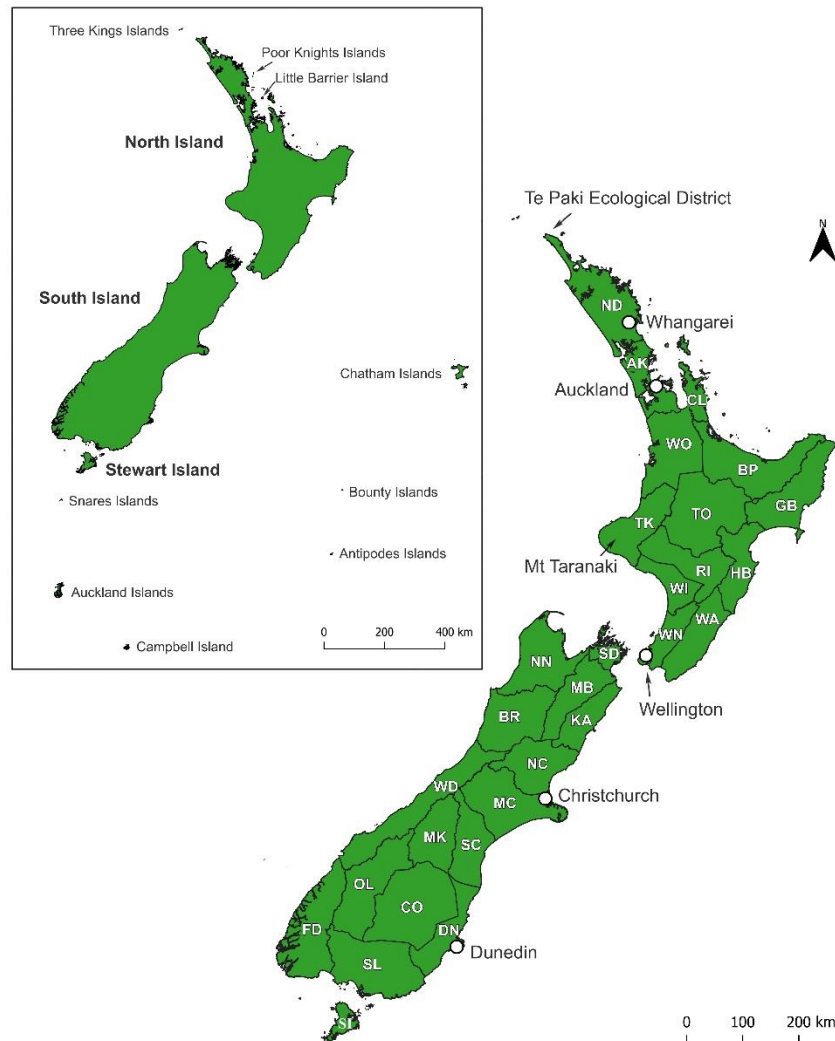 Three Kings Islands
Poor Knights Islands
Little Barrier Island
North Island
South Island
Chatham Islands
Stewart Island
Snares Islands
Bounty Islands
Antipodes Islands
Auckland Islands
Campbell Island
0 200 400 km
Te Paki Ecological District
N
ND
Whangarei
AK
Auckland
CL
WO
BP
GB
TO
TK
Mt Taranaki
RI
HB
WI
WA
WN
SD
NN
MB
Wellington
BR
KA
NC
WD
MC
Christchurch
MK
SC
OL
CO
FD
DN
Dunedin
SL
SI
0 100 200 km